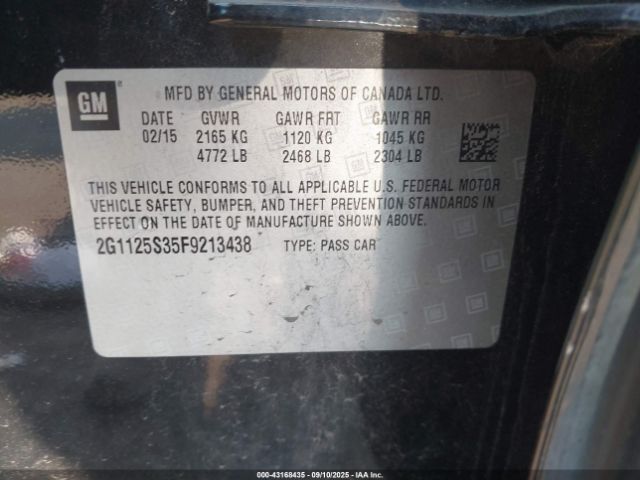 GM
MFD BY GENERAL MOTORS OF CANADA LTD.
DATE GVWR GAWR FRT GAWR RR
02/15 2165 KG 1120 KG 1045 KG
4772 LB 2468 LB 2304 LB
THIS VEHICLE CONFORMS TO ALL APPLICABLE U.S. FEDERAL MOTOR
VEHICLE SAFETY, BUMPER, AND THEFT PREVENTION STANDARDS IN
EFFECT ON THE DATE OF MANUFACTURE SHOWN ABOVE.
2G1125S35F9213438 TYPE: PASS CAR
000-43168435 - 09/10/2025 - IAAI